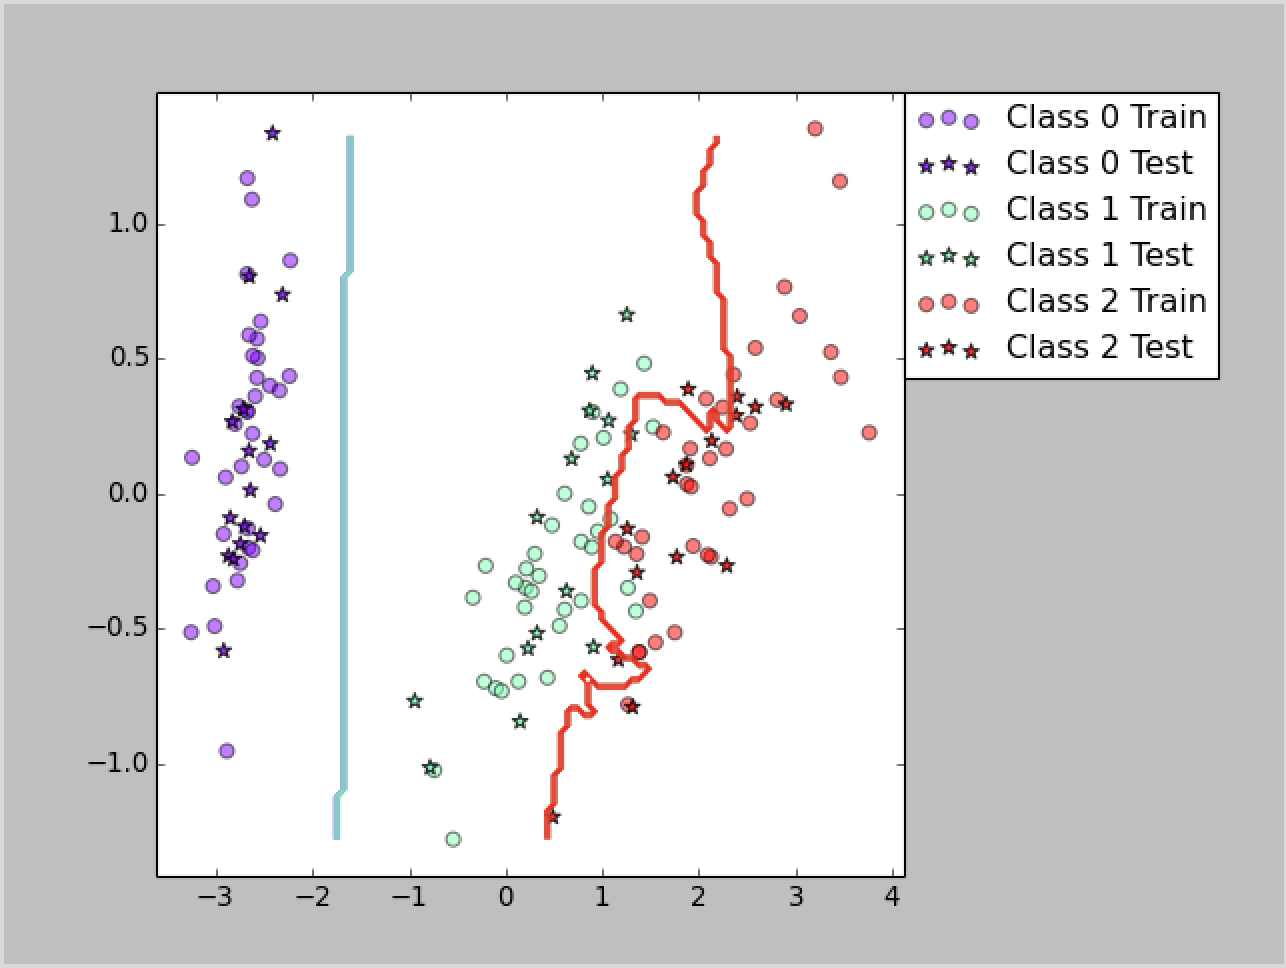 Class 0 Train
Class 0 Test
Class 1 Train
Class 1 Test
Class 2 Train
Class 2 Test
1.0
0.5
0.0
−0.5
−1.0
−3 −2 −1 0 1 2 3 4